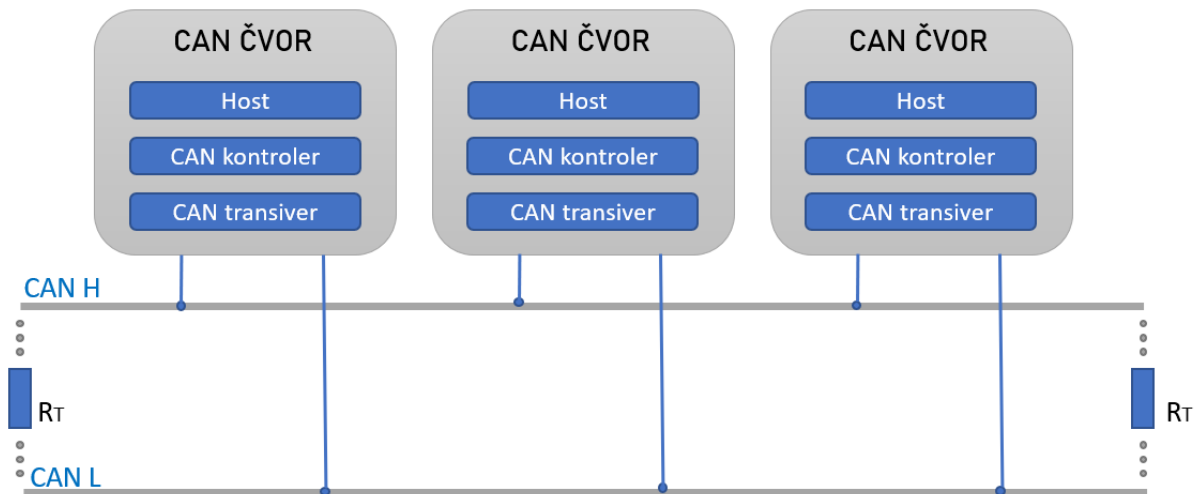 CAN ČVOR
Host
CAN kontroler
CAN transiver
CAN ČVOR
Host
CAN kontroler
CAN transiver
CAN ČVOR
Host
CAN kontroler
CAN transiver
CAN H
RT
RT
CAN L